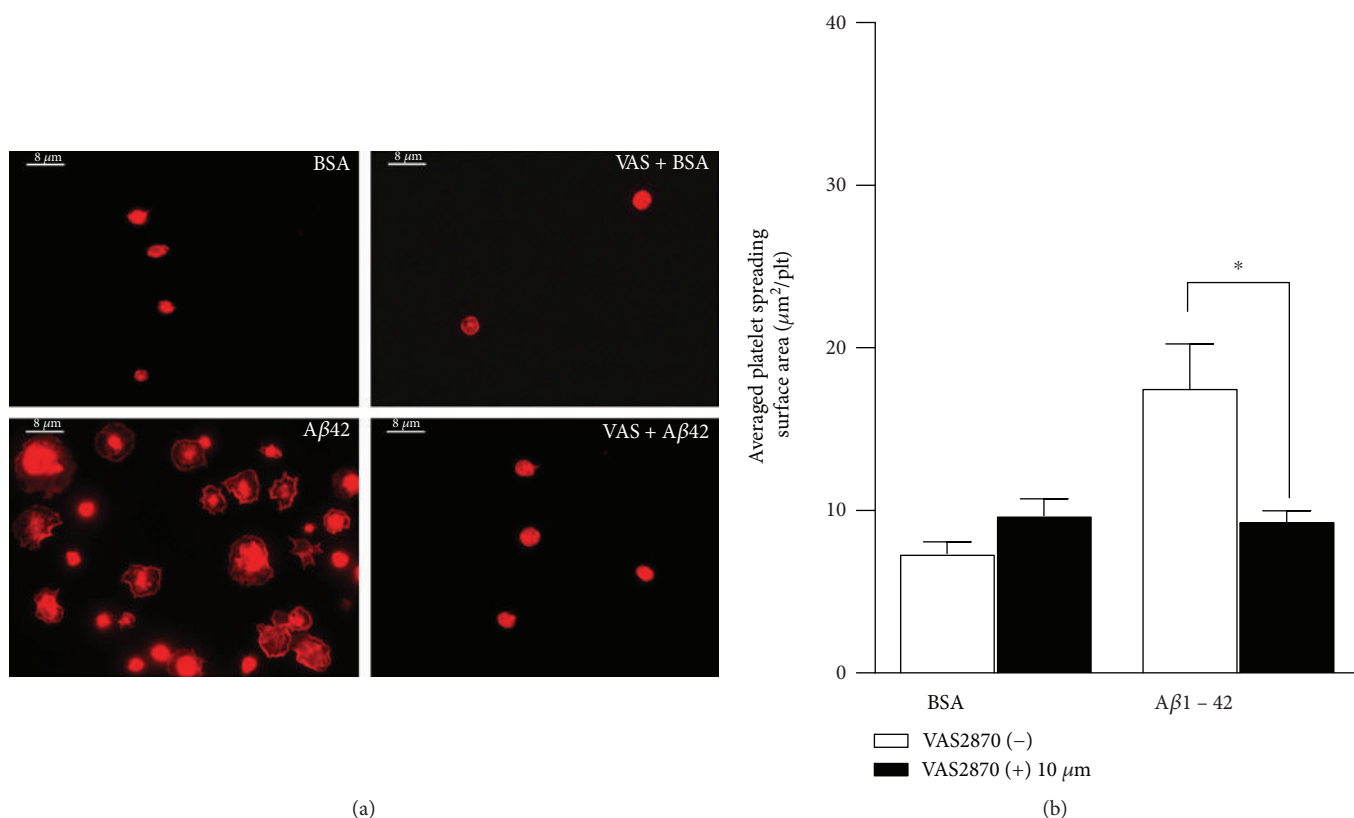 8 μm
BSA
8 μm
VAS + BSA
8 μm
Aβ42
8 μm
VAS + Aβ42
(a)
Averaged platelet spreading
surface area (μm²/plt)
40
30
20
10
0
*
BSA
Aβ1 – 42
VAS2870 (−)
VAS2870 (+) 10 μm
(b)